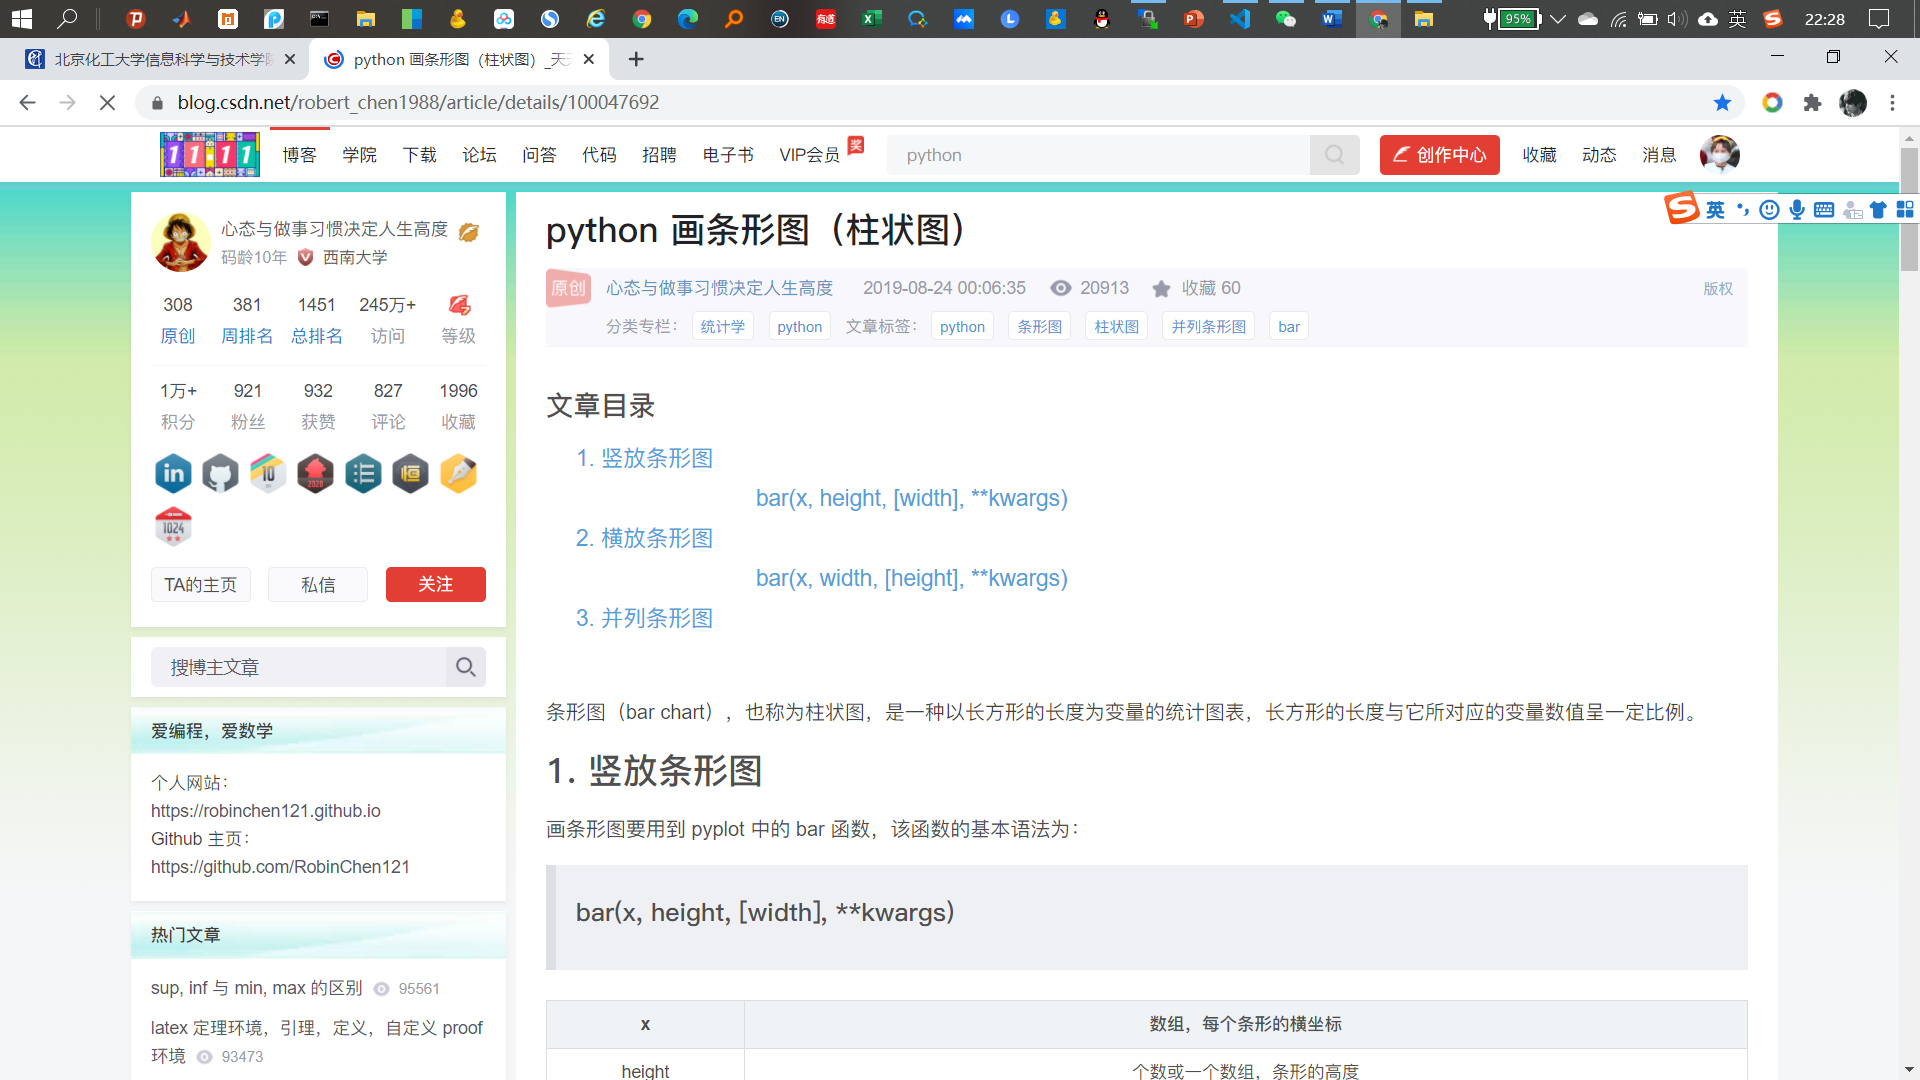 95% 英 22:28
北京化工大学信息科学与技术学院
python 画条形图（柱状图）_天天
blog.csdn.net/robert_chen1988/article/details/100047692
11.11 博客 学院 下载 论坛 问答 代码 招聘 电子书 VIP会员 奖 python 创作中心 收藏 动态 消息
英
心态与做事习惯决定人生高度
码龄10年 西南大学
308 381 1451 245万+
原创 周排名 总排名 访问 等级
1万+ 921 932 827 1996
积分 粉丝 获赞 评论 收藏
TA的主页 私信 关注
搜博主文章
爱编程，爱数学
个人网站：
https://robinchen121.github.io
Github 主页：
https://github.com/RobinChen121
热门文章
sup, inf 与 min, max 的区别 95561
latex 定理环境，引理，定义，自定义 proof
环境 93473
python 画条形图（柱状图）
原创 心态与做事习惯决定人生高度 2019-08-24 00:06:35 20913 收藏 60 版权
分类专栏： 统计学 python 文章标签： python 条形图 柱状图 并列条形图 bar
文章目录
1. 竖放条形图
bar(x, height, [width], **kwargs)
2. 横放条形图
bar(x, width, [height], **kwargs)
3. 并列条形图
条形图（bar chart），也称为柱状图，是一种以长方形的长度为变量的统计图表，长方形的长度与它所对应的变量数值呈一定比例。
1. 竖放条形图
画条形图要用到 pyplot 中的 bar 函数，该函数的基本语法为：
bar(x, height, [width], **kwargs)
x 数组，每个条形的横坐标
height 个数或一个数组，条形的高度